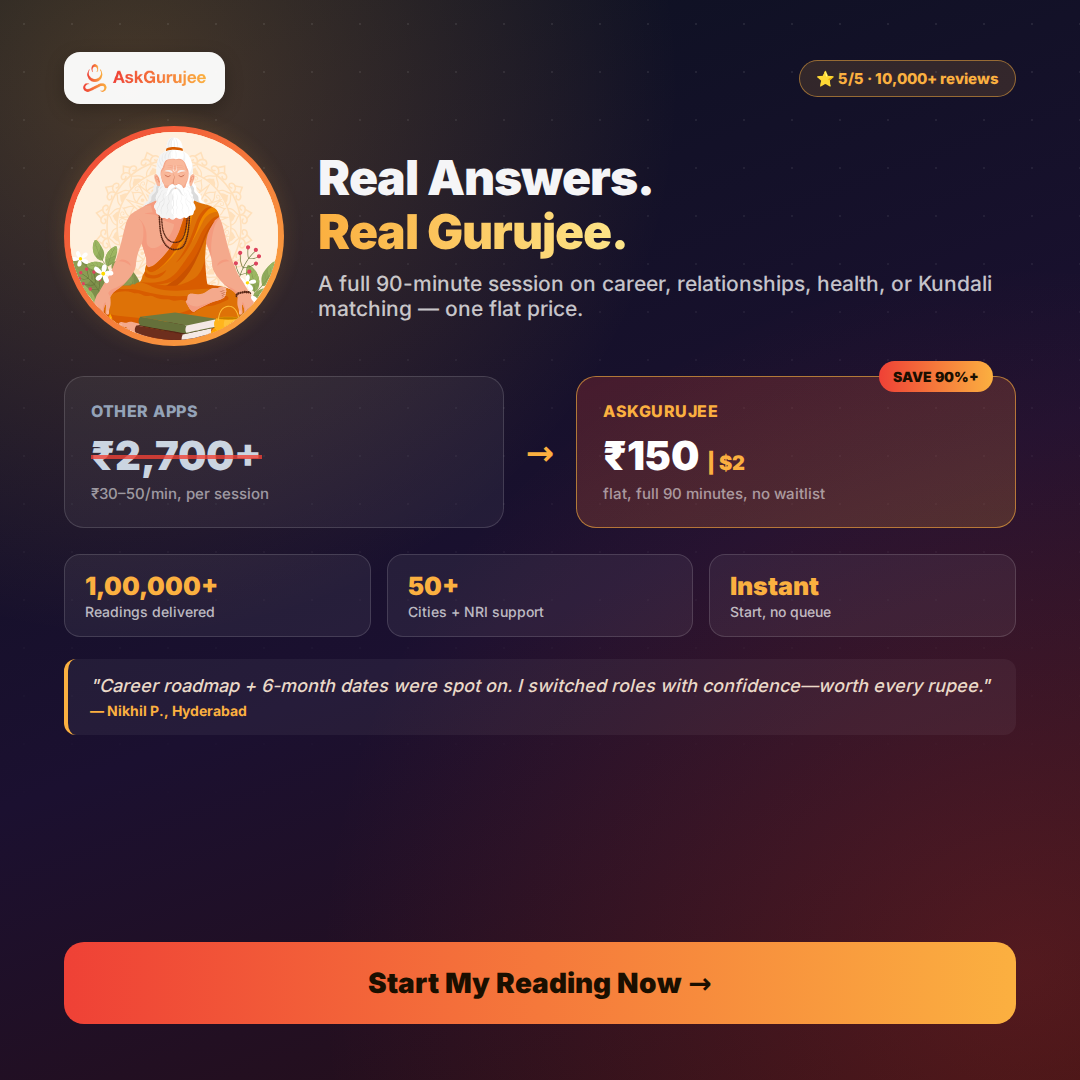 AskGurujee
⭐ 5/5 · 10,000+ reviews
Real Answers.
Real Gurujee.
A full 90-minute session on career, relationships, health, or Kundali
matching — one flat price.
OTHER APPS
₹2,700+
₹30–50/min, per session
→
SAVE 90%+
ASKGURUJEE
₹150 | $2
flat, full 90 minutes, no waitlist
1,00,000+
Readings delivered
50+
Cities + NRI support
Instant
Start, no queue
"Career roadmap + 6-month dates were spot on. I switched roles with confidence—worth every rupee."
— Nikhil P., Hyderabad
Start My Reading Now →